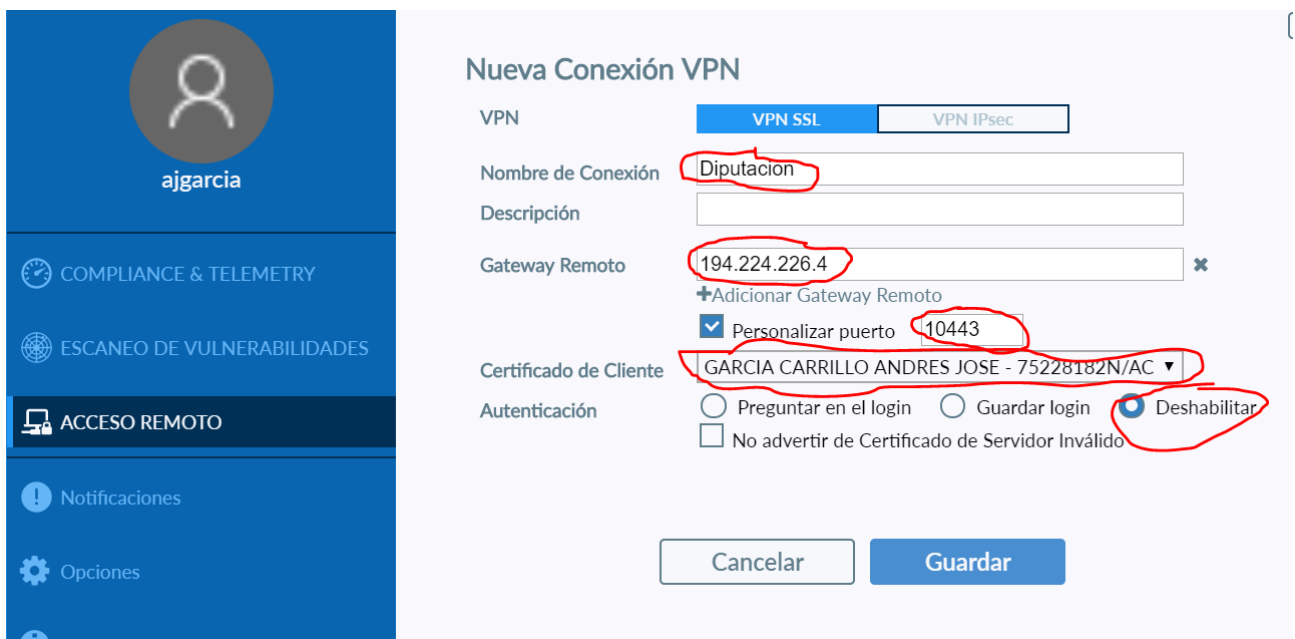 ajgarcia
COMPLIANCE & TELEMETRY
ESCANEO DE VULNERABILIDADES
ACCESO REMOTO
Notificaciones
Opciones
Nueva Conexión VPN
VPN VPN SSL VPN IPsec
Nombre de Conexión Diputacion
Descripción
Gateway Remoto 194.224.226.4
+Adicionar Gateway Remoto
Personalizar puerto 10443
Certificado de Cliente GARCIA CARRILLO ANDRES JOSE - 75228182N/AC
Autenticación Preguntar en el login Guardar login Deshabilitar
No advertir de Certificado de Servidor Inválido
Cancelar Guardar